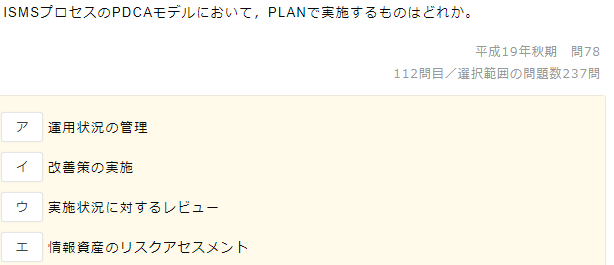 ISMSプロセスのPDCAモデルにおいて，PLANで実施するものはどれか。
平成19年秋期　問78
112問目／選択範囲の問題数237問
ア 運用状況の管理
イ 改善策の実施
ウ 実施状況に対するレビュー
エ 情報資産のリスクアセスメント